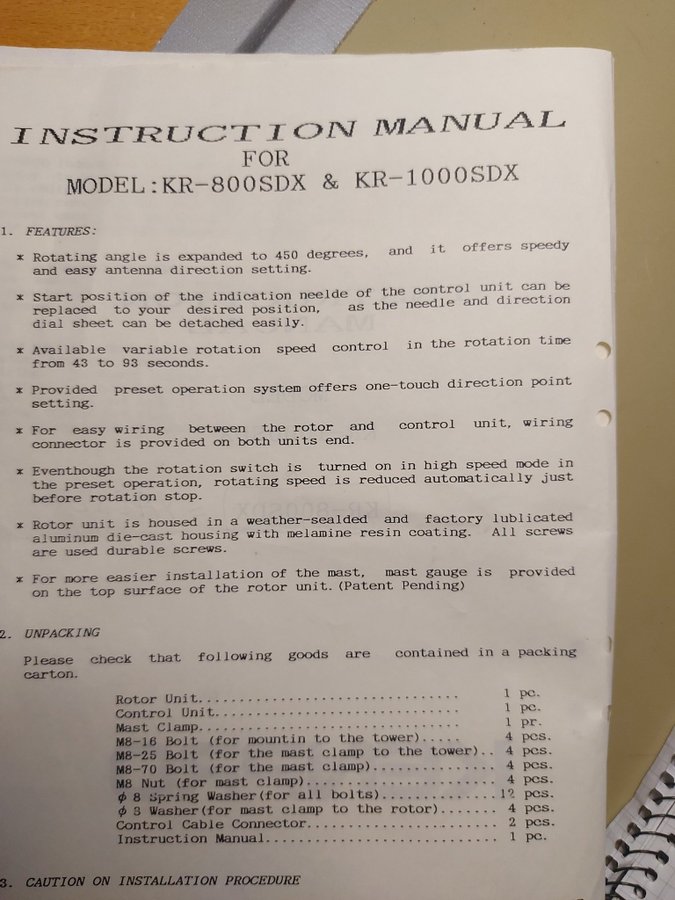 INSTRUCTION MANUAL
FOR
MODEL:KR-800SDX & KR-1000SDX
1. FEATURES:
* Rotating angle is expanded to 450 degrees, and it offers speedy
and easy antenna direction setting.
* Start position of the indication neelde of the control unit can be
replaced to your desired position, as the needle and direction
dial sheet can be detached easily.
* Available variable rotation speed control in the rotation time
from 43 to 93 seconds.
* Provided preset operation system offers one-touch direction point
setting.
* For easy wiring between the rotor and control unit, wiring
connector is provided on both units end.
* Eventhough the rotation switch is turned on in high speed mode in
the preset operation, rotating speed is reduced automatically just
before rotation stop.
* Rotor unit is housed in a weather-sealded and factory lublicated
aluminum die-cast housing with melamine resin coating. All screws
are used durable screws.
* For more easier installation of the mast, mast gauge is provided
on the top surface of the rotor unit. (Patent Pending)
2. UNPACKING
Please check that following goods are contained in a packing
carton.
Rotor Unit............................... 1 pc.
Control Unit............................. 1 pc.
Mast Clamp............................... 1 pr.
M8-16 Bolt (for mountin to the tower)..... 4 pcs.
M8-25 Bolt (for the mast clamp to the tower).. 4 pcs.
M8-70 Bolt (for the mast clamp)............... 4 pcs.
M8 Nut (for mast clamp)....................... 4 pcs.
φ 8 Spring Washer(for all bolts)..............12 pcs.
φ 3 Washer(for mast clamp to the rotor)....... 4 pcs.
Control Cable Connector....................... 2 pcs.
Instruction Manual............................ 1 pc.
3. CAUTION ON INSTALLATION PROCEDURE